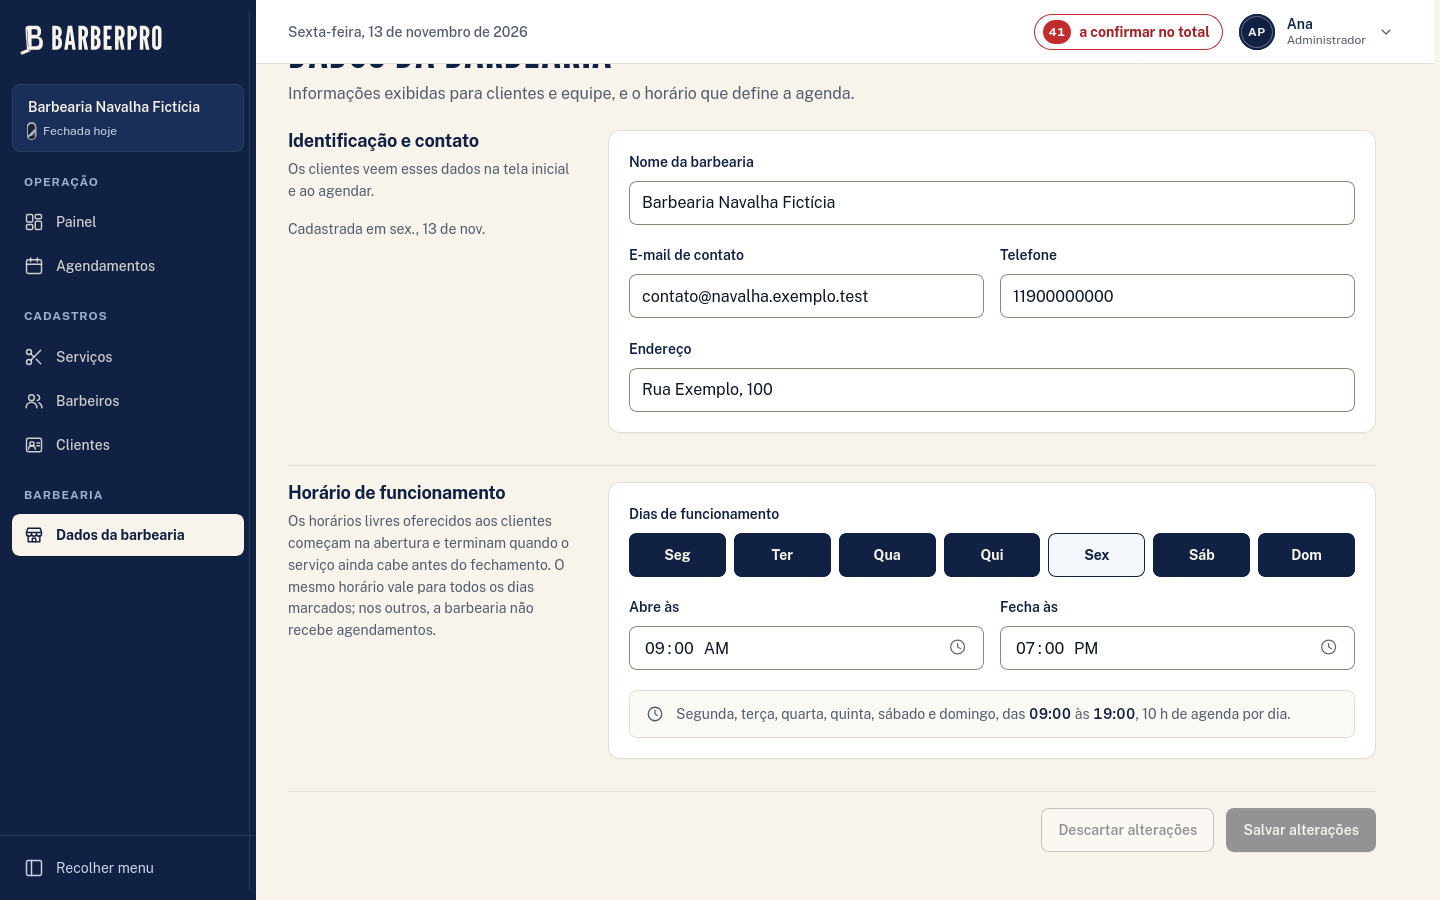 BARBERPRO
Barbearia Navalha Fictícia
Fechada hoje
OPERAÇÃO
Painel
Agendamentos
CADASTROS
Serviços
Barbeiros
Clientes
BARBEARIA
Dados da barbearia
Recolher menu
Sexta-feira, 13 de novembro de 2026
41 a confirmar no total
AP
Ana
Administrador
DADOS DA BARBEARIA
Informações exibidas para clientes e equipe, e o horário que define a agenda.
Identificação e contato
Os clientes veem esses dados na tela inicial
e ao agendar.
Cadastrada em sex., 13 de nov.
Nome da barbearia
Barbearia Navalha Fictícia
E-mail de contato
Telefone
contato@navalha.exemplo.test
11900000000
Endereço
Rua Exemplo, 100
Horário de funcionamento
Os horários livres oferecidos aos clientes
começam na abertura e terminam quando o
serviço ainda cabe antes do fechamento. O
mesmo horário vale para todos os dias
marcados; nos outros, a barbearia não
recebe agendamentos.
Dias de funcionamento
Seg Ter Qua Qui Sex Sáb Dom
Abre às
Fecha às
09:00 AM
07:00 PM
Segunda, terça, quarta, quinta, sábado e domingo, das 09:00 às 19:00, 10 h de agenda por dia.
Descartar alterações
Salvar alterações